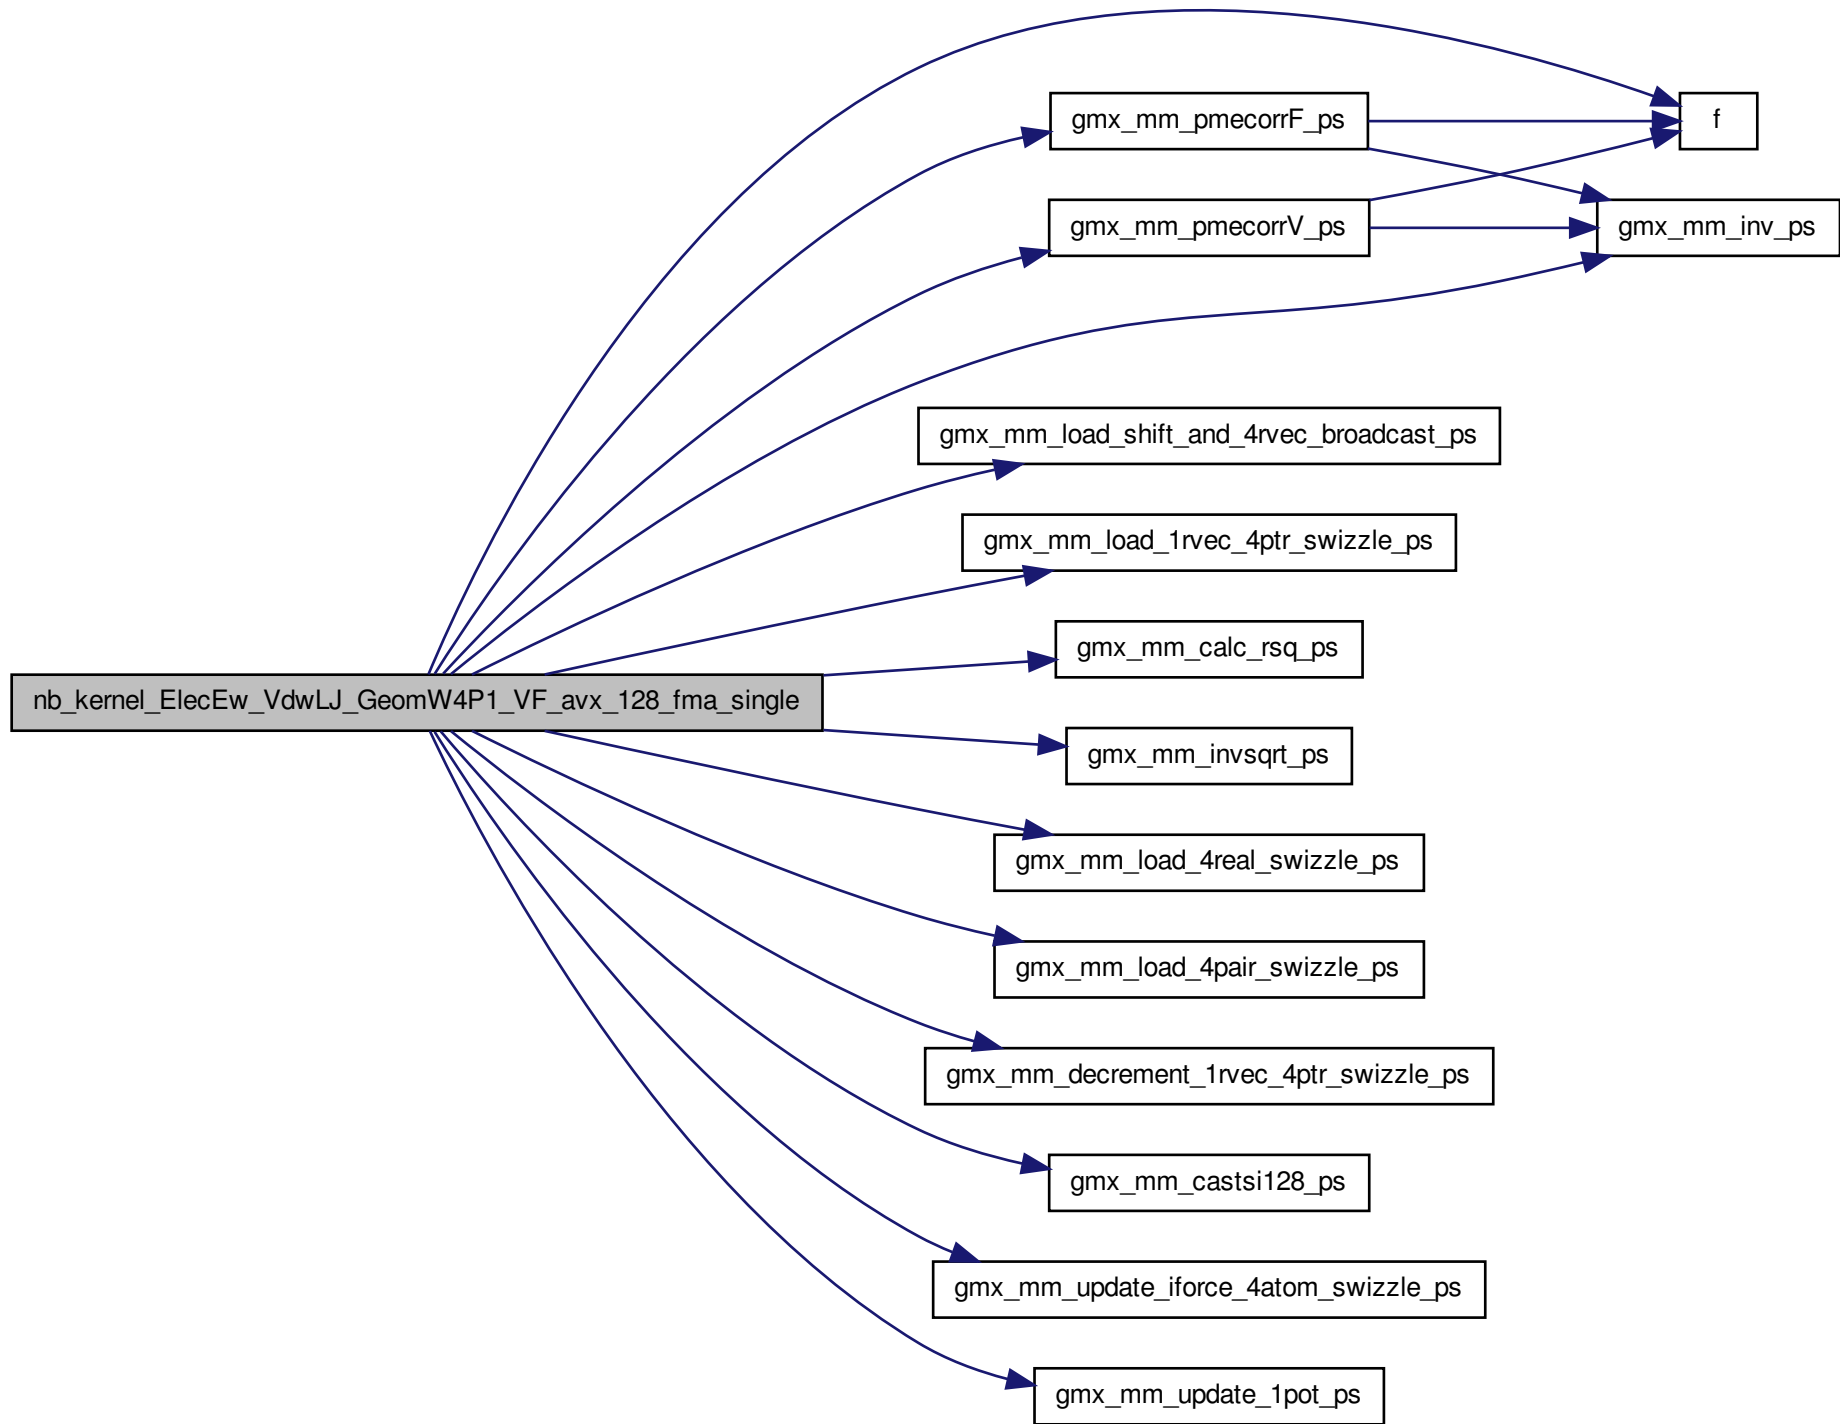 gmx_mm_pmecorrF_ps
f
gmx_mm_pmecorrV_ps
gmx_mm_inv_ps
gmx_mm_load_shift_and_4rvec_broadcast_ps
gmx_mm_load_1rvec_4ptr_swizzle_ps
gmx_mm_calc_rsq_ps
nb_kernel_ElecEw_VdwLJ_GeomW4P1_VF_avx_128_fma_single
gmx_mm_invsqrt_ps
gmx_mm_load_4real_swizzle_ps
gmx_mm_load_4pair_swizzle_ps
gmx_mm_decrement_1rvec_4ptr_swizzle_ps
gmx_mm_castsi128_ps
gmx_mm_update_iforce_4atom_swizzle_ps
gmx_mm_update_1pot_ps